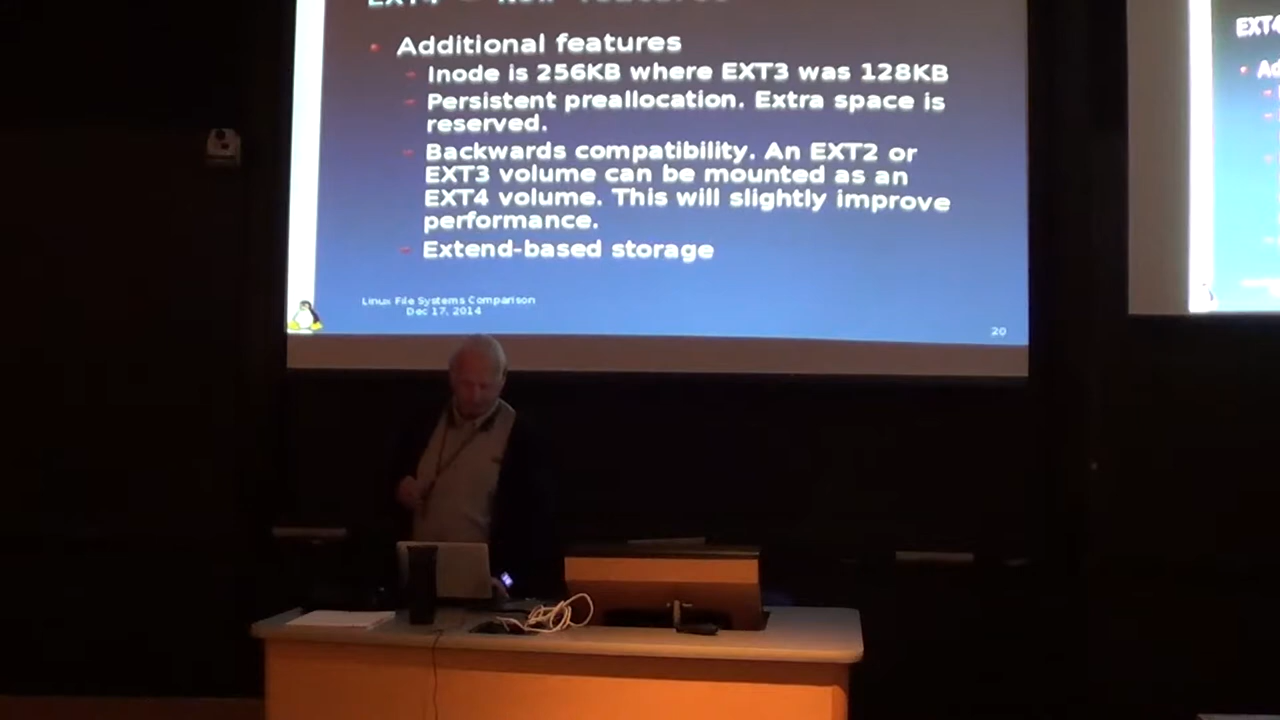 Additional features
Inode is 256KB where EXT3 was 128KB
Persistent preallocation. Extra space is
reserved.
Backwards compatibility. An EXT2 or
EXT3 volume can be mounted as an
EXT4 volume. This will slightly improve
performance.
Extend-based storage
Linux File Systems Comparison
Dec 17, 2014
20
EXT4